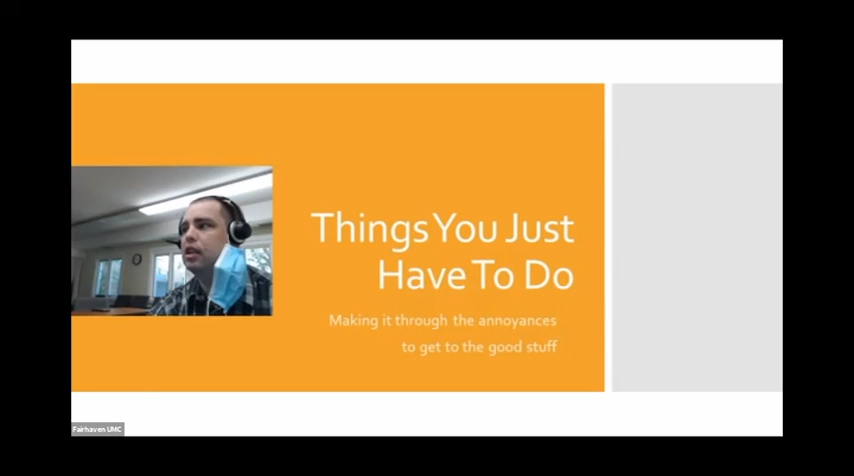 Things You Just
Have To Do
Making it through the annoyances
to get to the good stuff
Fairhaven UMC